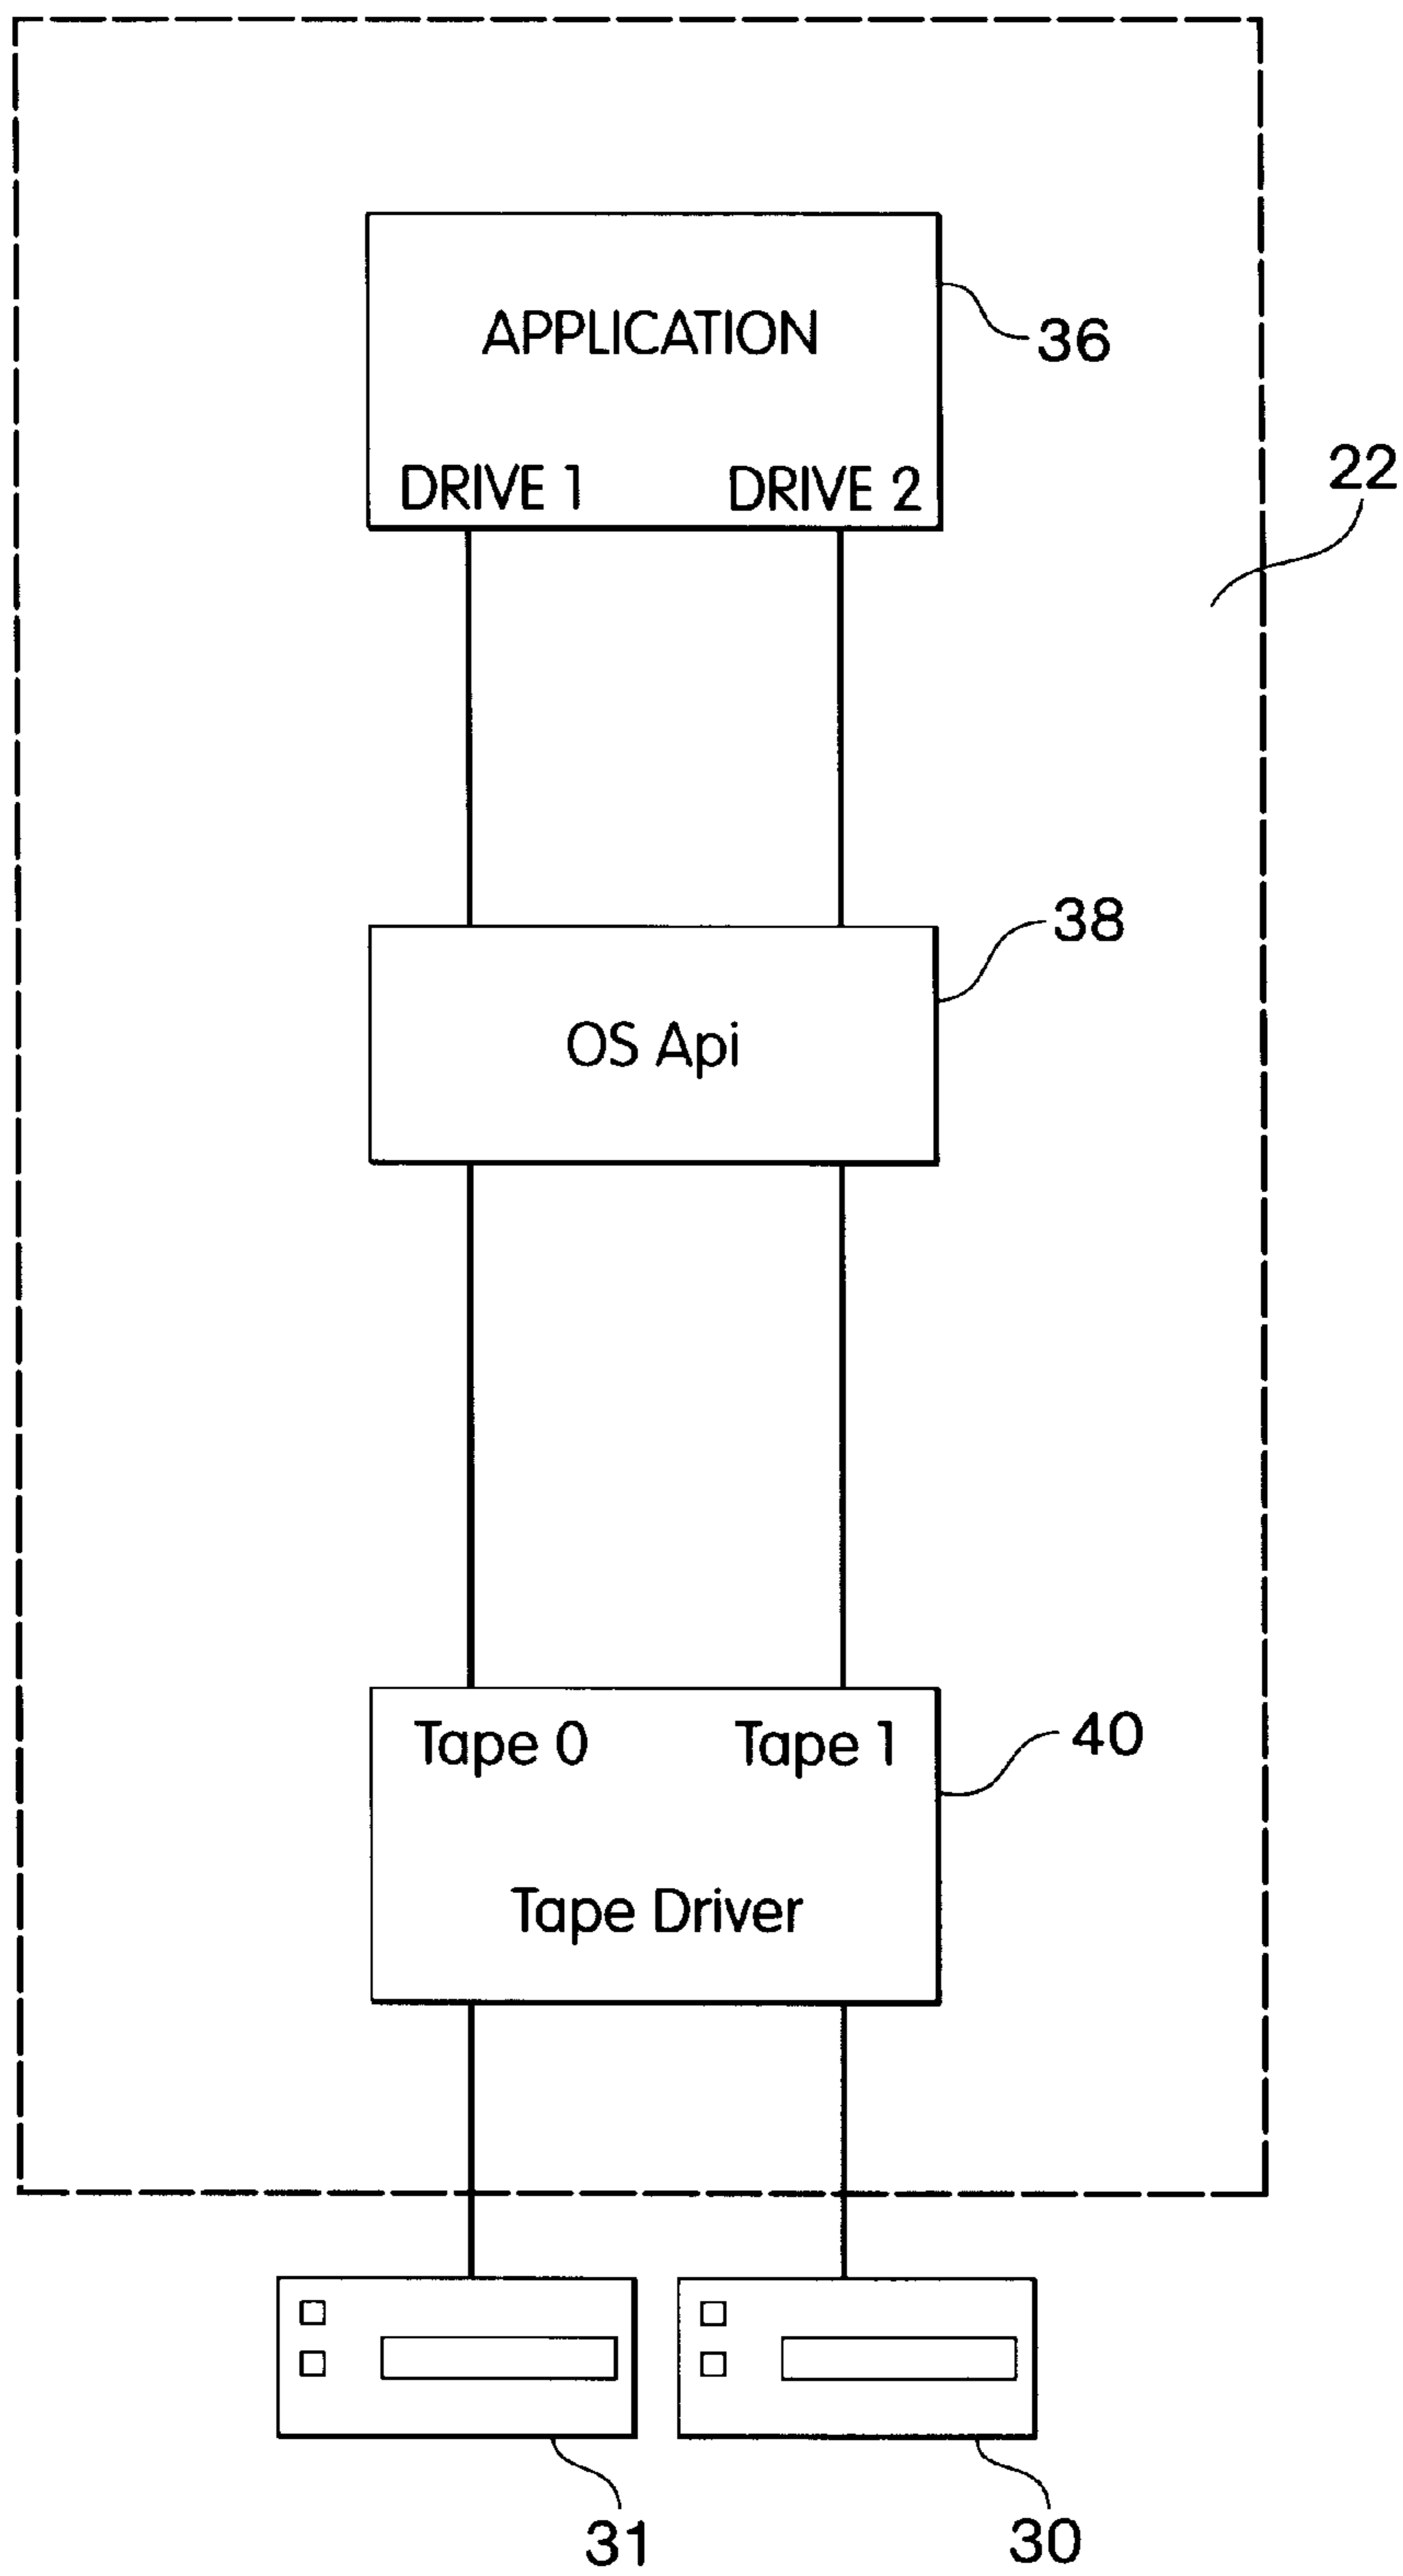 APPLICATION
36
DRIVE 1 DRIVE 2
22
38
OS Api
Tape 0 Tape 1
40
Tape Driver
31 30